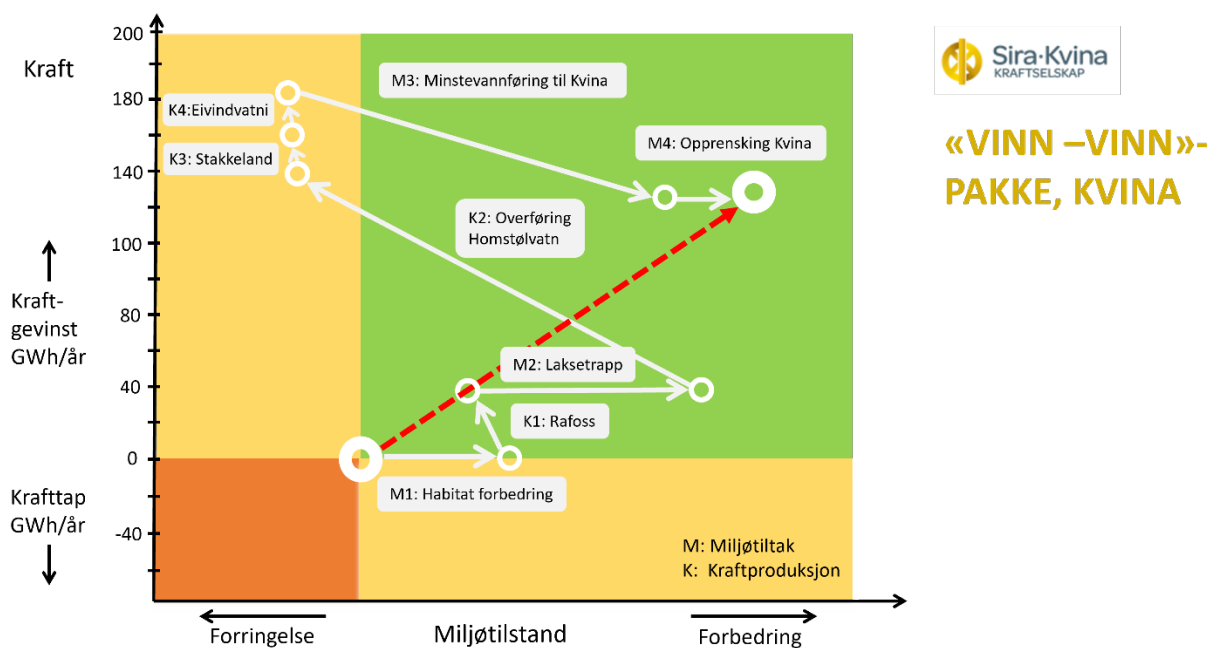 200
Kraft
180
140
100
80
40
0
-40
Kraft-
gevinst
GWh/år
Krafttap
GWh/år
M3: Minstevannføring til Kvina
K4:Eivindvatni
M4: Opprensking Kvina
K3: Stakkeland
K2: Overføring
Homstølvatn
M2: Laksetrapp
K1: Rafoss
M1: Habitat forbedring
M: Miljøtiltak
K: Kraftproduksjon
Forringelse
Miljøtilstand
Forbedring
Sira-Kvina
KRAFTSELSKAP
«VINN –VINN»-
PAKKE, KVINA